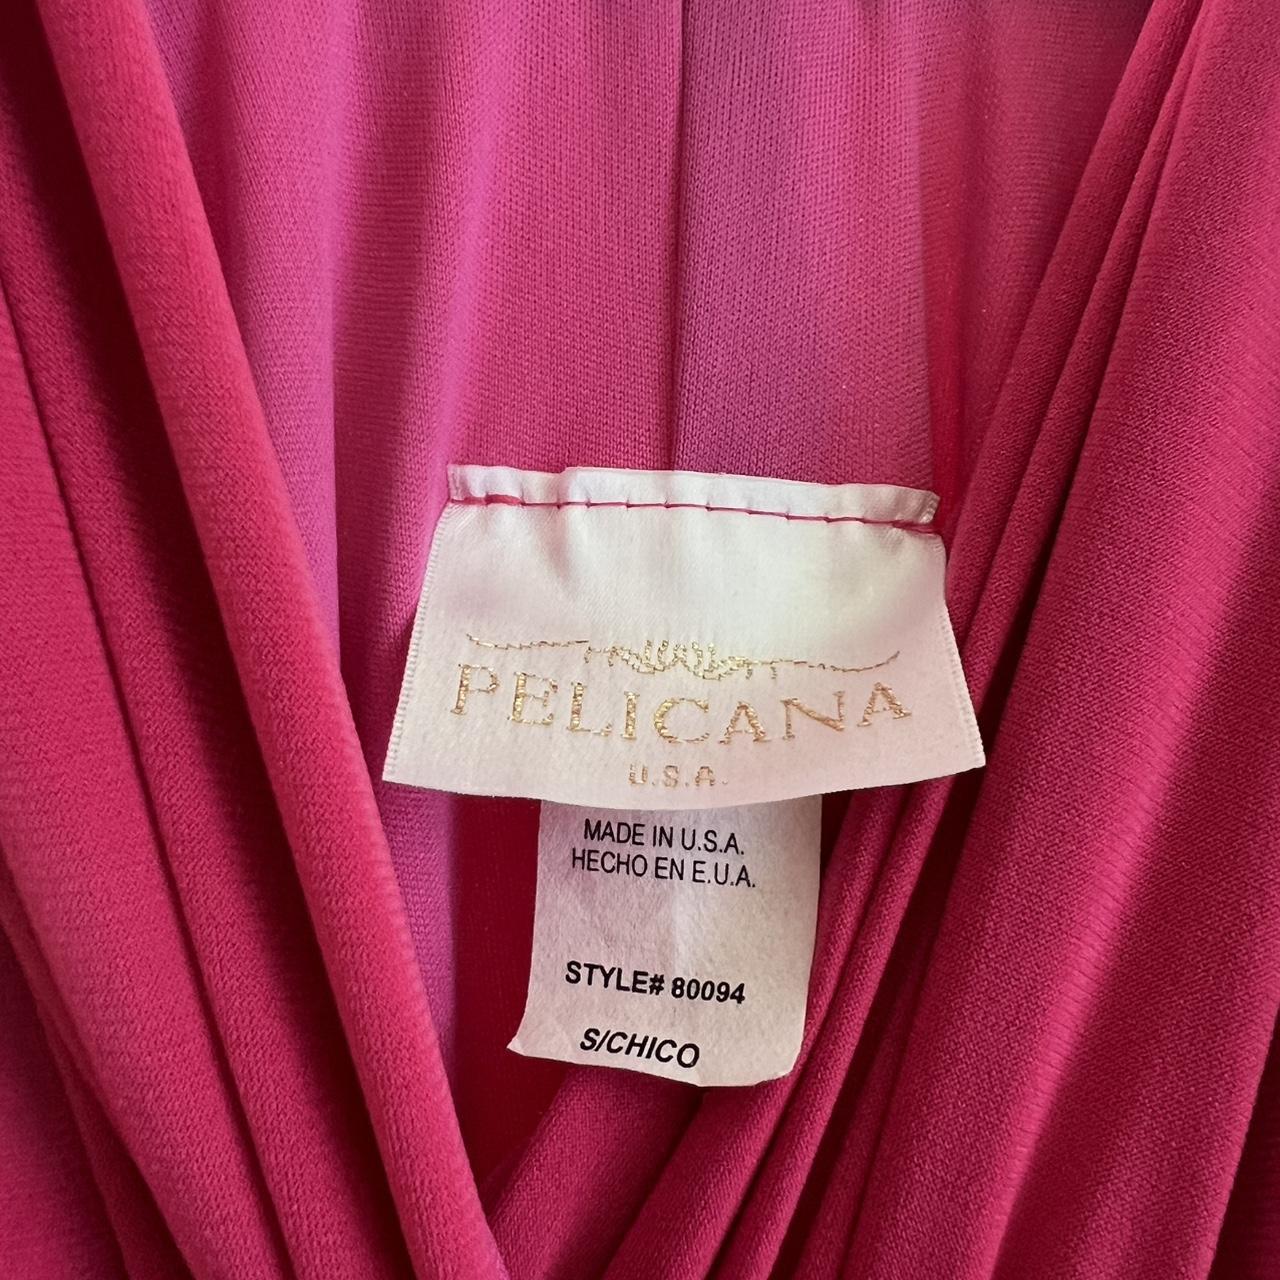 PELICANA
U.S.A.
MADE IN U.S.A.
HECHO EN E.U.A.
STYLE# 80094
S/CHICO